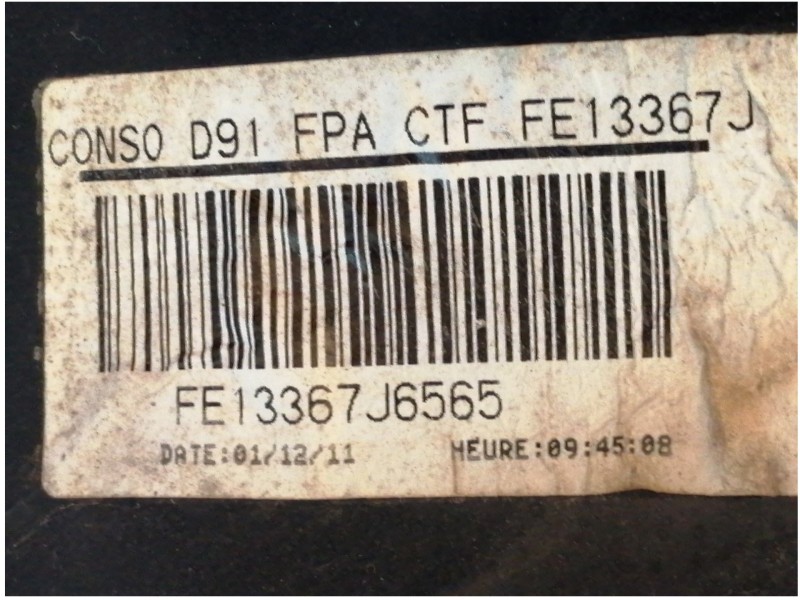 CONSO D91 FPA CTF FE13367J
FE13367J6565
DATE:01/12/11 HEURE:09:45:08